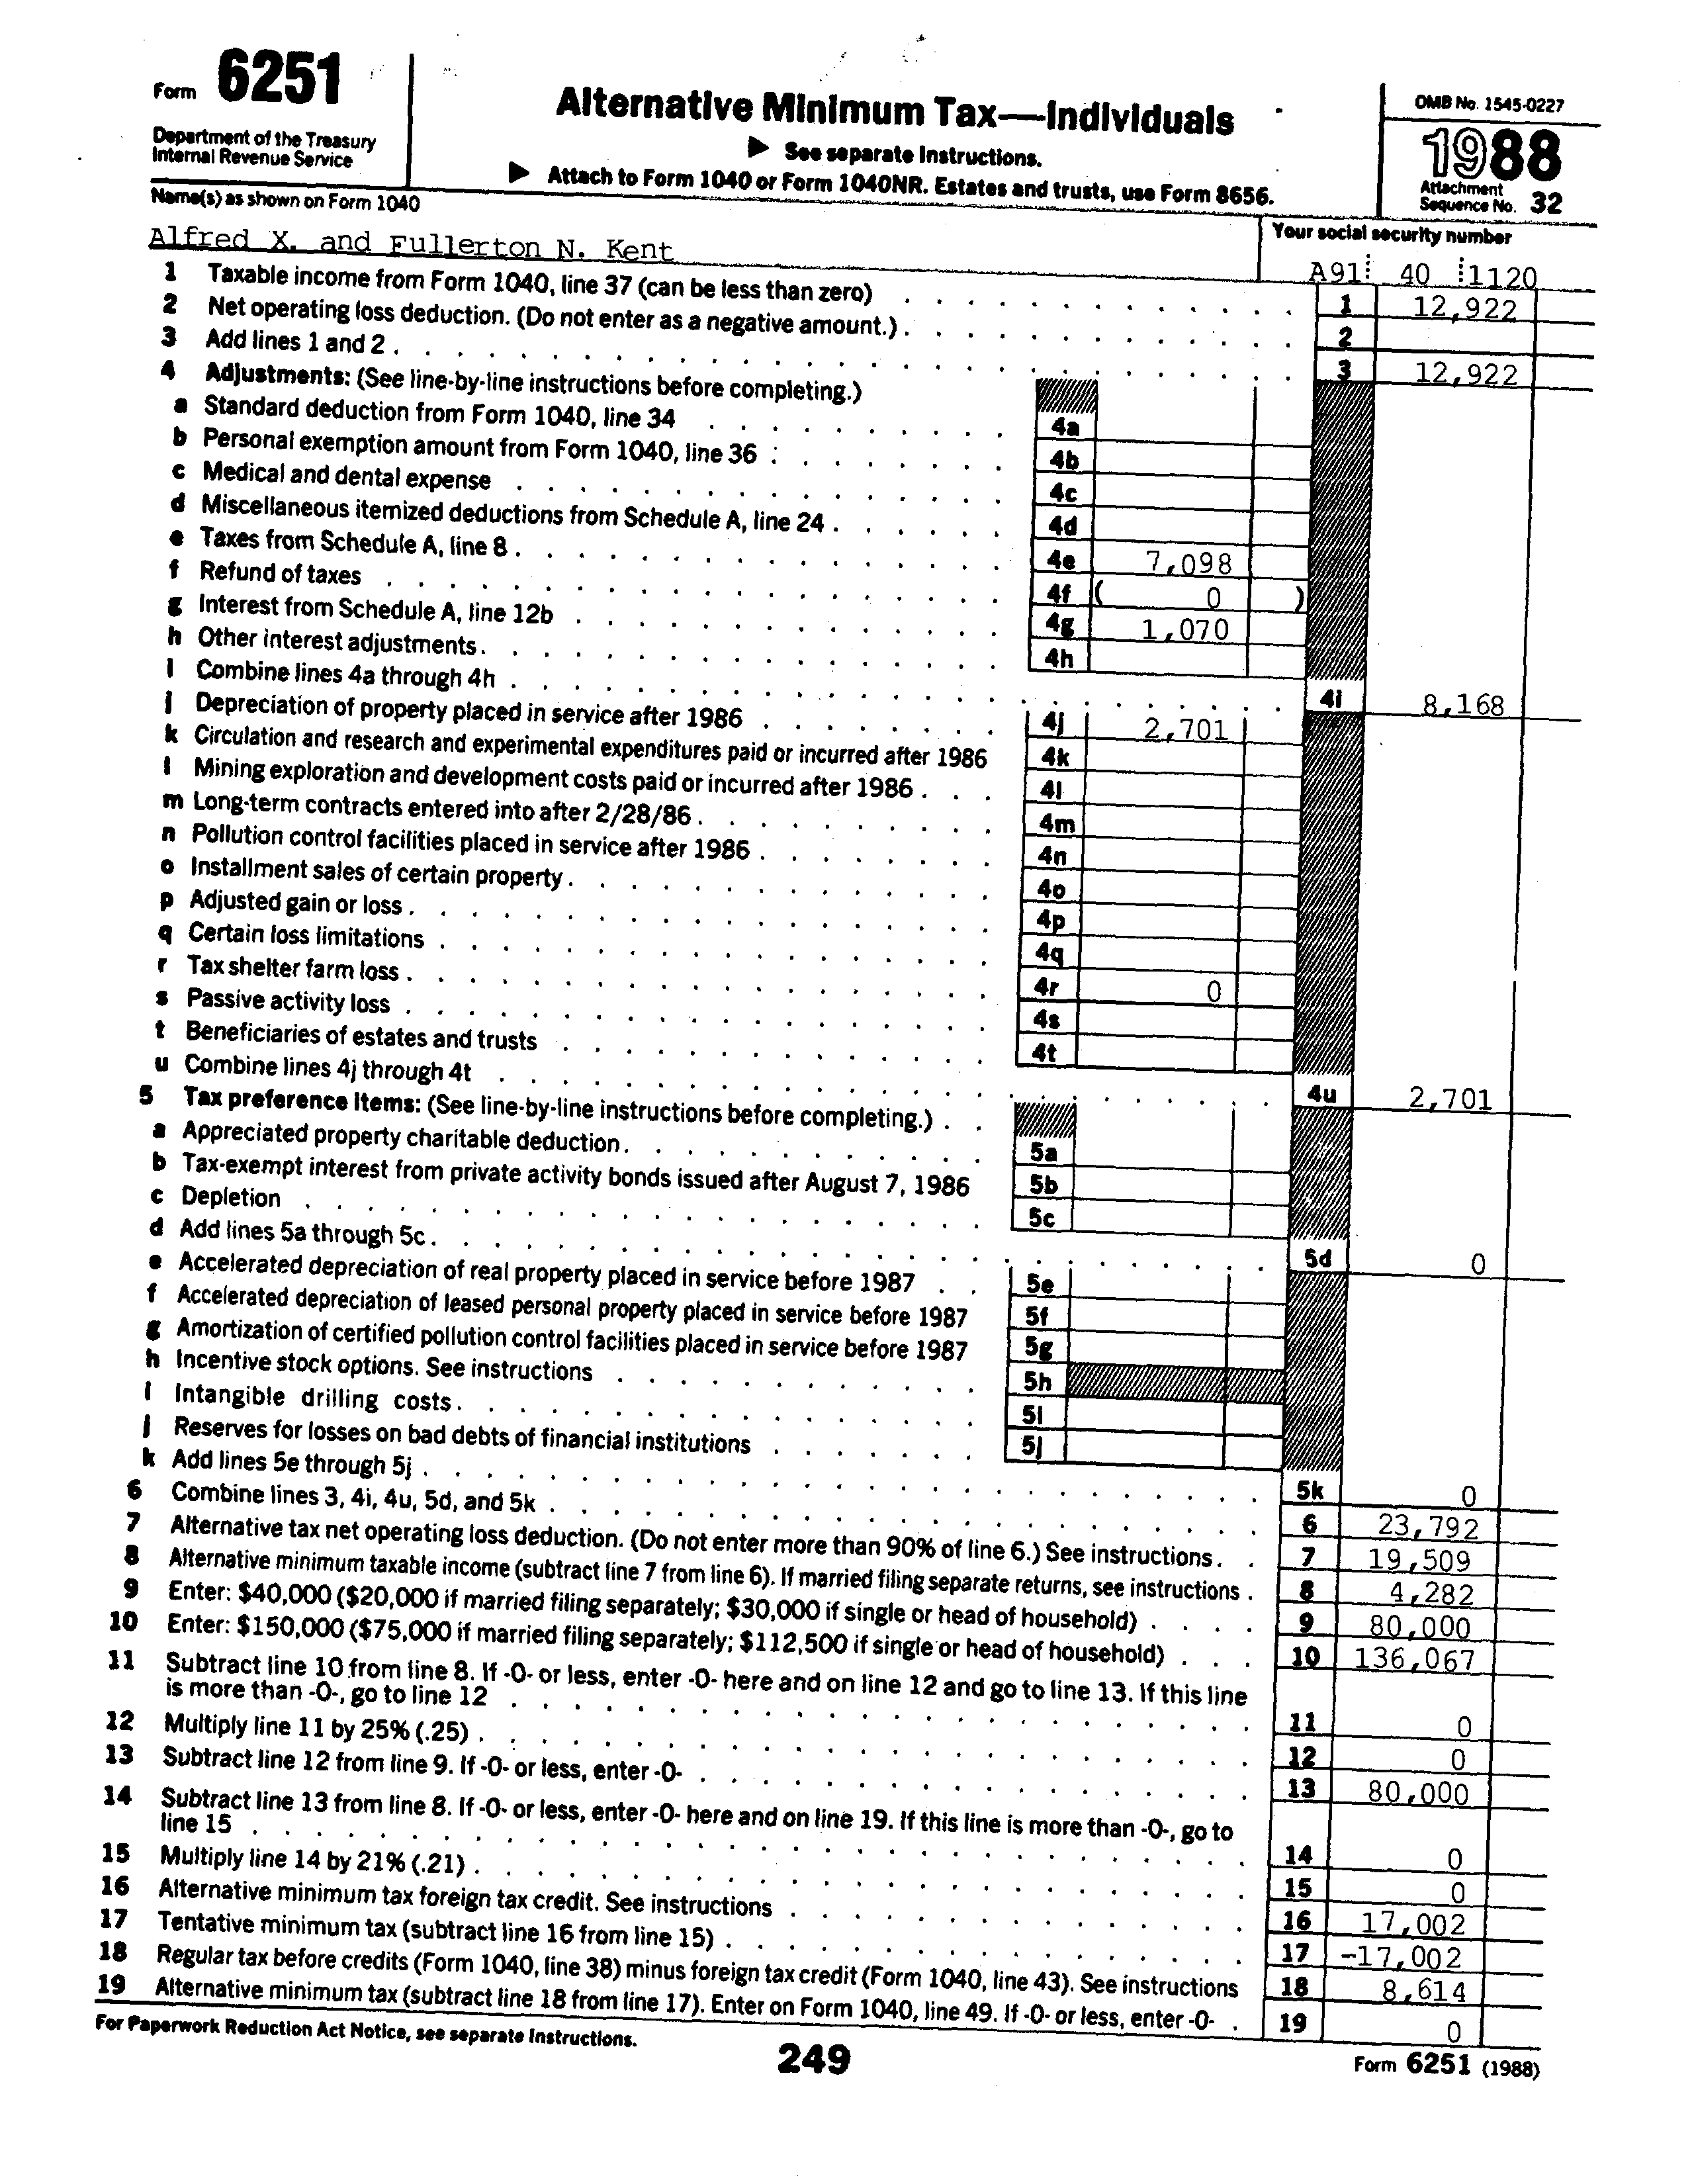 Form 6251
Department of the Treasury
Internal Revenue Service
Alternative Minimum Tax—Individuals
▶ See separate Instructions.
▶ Attach to Form 1040 or Form 1040NR. Estates and trusts, use Form 8656.
OMB No. 1545-0227
1988
Attachment
Sequence No. 32
Name(s) as shown on Form 1040
Your social security number
Alfred X. and Fullerton N. Kent
A91 40 1120
1 Taxable income from Form 1040, line 37 (can be less than zero) 1 12,922
2 Net operating loss deduction. (Do not enter as a negative amount.) 2
3 Add lines 1 and 2 3 12,922
4 Adjustments: (See line-by-line instructions before completing.)
a Standard deduction from Form 1040, line 34 4a
b Personal exemption amount from Form 1040, line 36 4b
c Medical and dental expense 4c
d Miscellaneous itemized deductions from Schedule A, line 24 4d
e Taxes from Schedule A, line 8 4e 7,098
f Refund of taxes 4f ( 0 )
g Interest from Schedule A, line 12b 4g 1,070
h Other interest adjustments 4h
i Combine lines 4a through 4h 4i 8,168
j Depreciation of property placed in service after 1986 4j 2,701
k Circulation and research and experimental expenditures paid or incurred after 1986 4k
l Mining exploration and development costs paid or incurred after 1986 4l
m Long-term contracts entered into after 2/28/86 4m
n Pollution control facilities placed in service after 1986 4n
o Installment sales of certain property 4o
p Adjusted gain or loss 4p
q Certain loss limitations 4q
r Tax shelter farm loss 4r 0
s Passive activity loss 4s
t Beneficiaries of estates and trusts 4t
u Combine lines 4j through 4t 4u 2,701
5 Tax preference items: (See line-by-line instructions before completing.)
a Appreciated property charitable deduction 5a
b Tax-exempt interest from private activity bonds issued after August 7, 1986 5b
c Depletion 5c
d Add lines 5a through 5c 5d 0
e Accelerated depreciation of real property placed in service before 1987 5e
f Accelerated depreciation of leased personal property placed in service before 1987 5f
g Amortization of certified pollution control facilities placed in service before 1987 5g
h Incentive stock options. See instructions 5h
i Intangible drilling costs 5i
j Reserves for losses on bad debts of financial institutions 5j
k Add lines 5e through 5j 5k 0
6 Combine lines 3, 4i, 4u, 5d, and 5k 6 23,792
7 Alternative tax net operating loss deduction. (Do not enter more than 90% of line 6.) See instructions 7 19,509
8 Alternative minimum taxable income (subtract line 7 from line 6). If married filing separate returns, see instructions 8 4,282
9 Enter: $40,000 ($20,000 if married filing separately; $30,000 if single or head of household) 9 80,000
10 Enter: $150,000 ($75,000 if married filing separately; $112,500 if single or head of household) 10 136,067
11 Subtract line 10 from line 8. If -0- or less, enter -0- here and on line 12 and go to line 13. If this line
is more than -0-, go to line 12 11 0
12 Multiply line 11 by 25% (.25) 12 0
13 Subtract line 12 from line 9. If -0- or less, enter -0- 13 80,000
14 Subtract line 13 from line 8. If -0- or less, enter -0- here and on line 19. If this line is more than -0-, go to
line 15 14 0
15 Multiply line 14 by 21% (.21) 15 0
16 Alternative minimum tax foreign tax credit. See instructions 16 17,002
17 Tentative minimum tax (subtract line 16 from line 15) 17 -17,002
18 Regular tax before credits (Form 1040, line 38) minus foreign tax credit (Form 1040, line 43). See instructions 18 8,614
19 Alternative minimum tax (subtract line 18 from line 17). Enter on Form 1040, line 49. If -0- or less, enter -0- 19 0
For Paperwork Reduction Act Notice, see separate Instructions.
249
Form 6251 (1988)